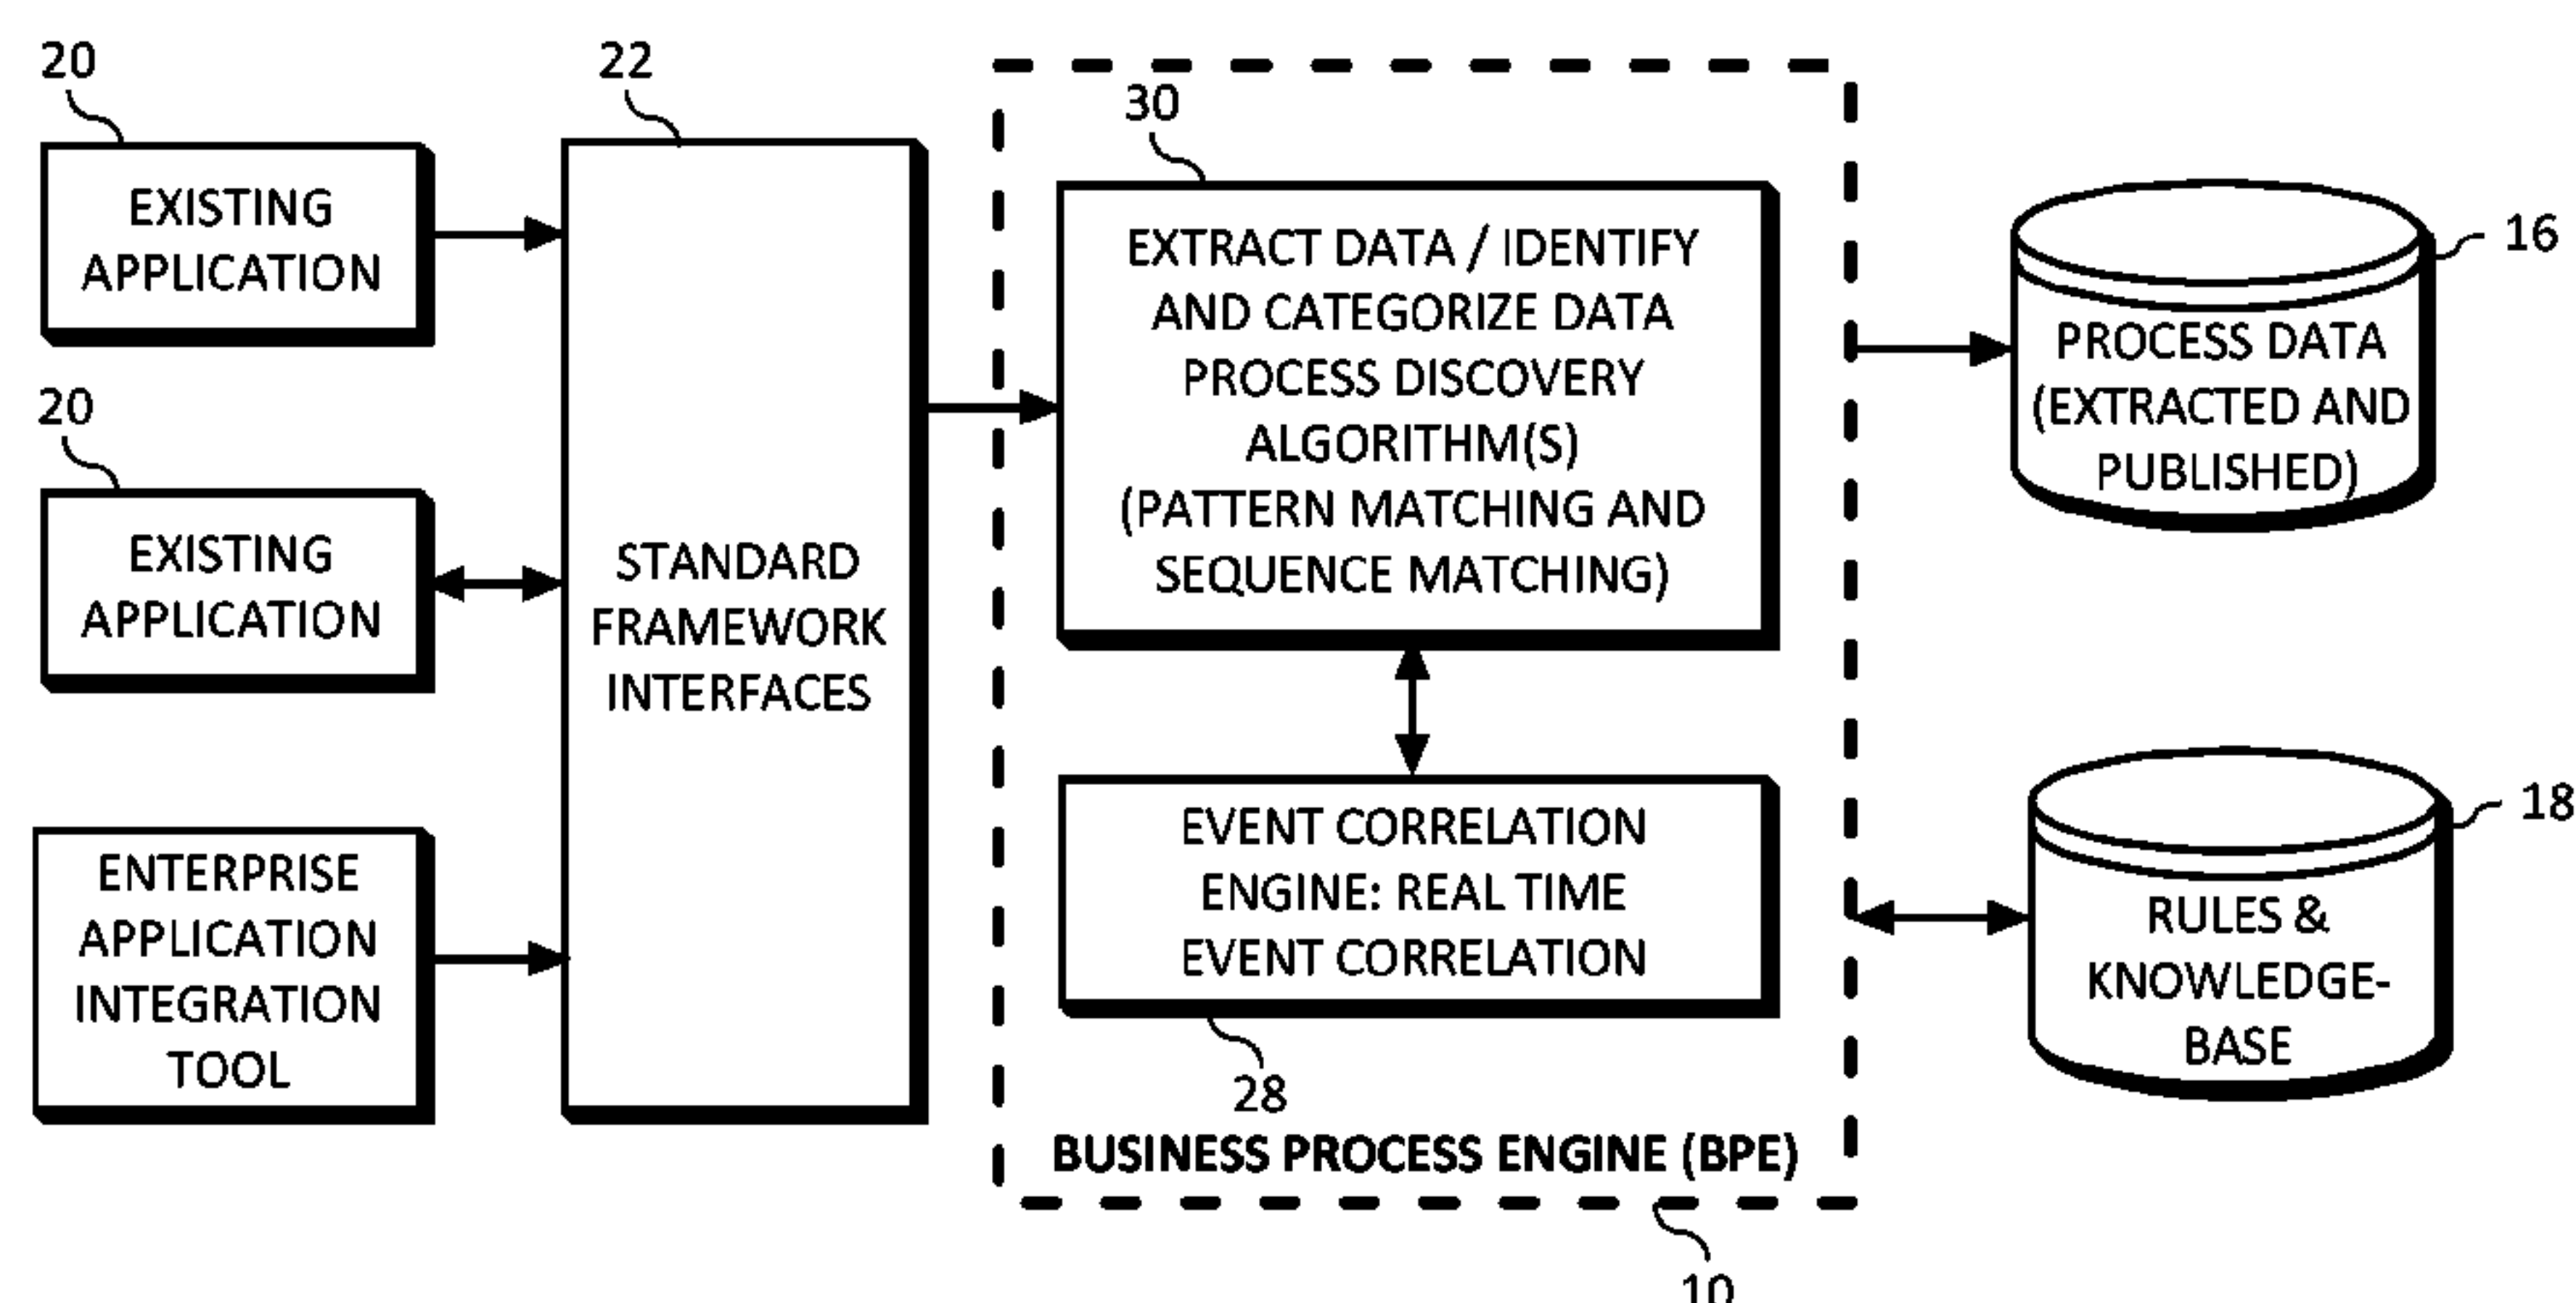 20
EXISTING
APPLICATION
20
EXISTING
APPLICATION
ENTERPRISE
APPLICATION
INTEGRATION
TOOL
22
STANDARD
FRAMEWORK
INTERFACES
30
EXTRACT DATA / IDENTIFY
AND CATEGORIZE DATA
PROCESS DISCOVERY
ALGORITHM(S)
(PATTERN MATCHING AND
SEQUENCE MATCHING)
EVENT CORRELATION
ENGINE: REAL TIME
EVENT CORRELATION
28
BUSINESS PROCESS ENGINE (BPE)
10
16
PROCESS DATA
(EXTRACTED AND
PUBLISHED)
18
RULES &
KNOWLEDGE-
BASE